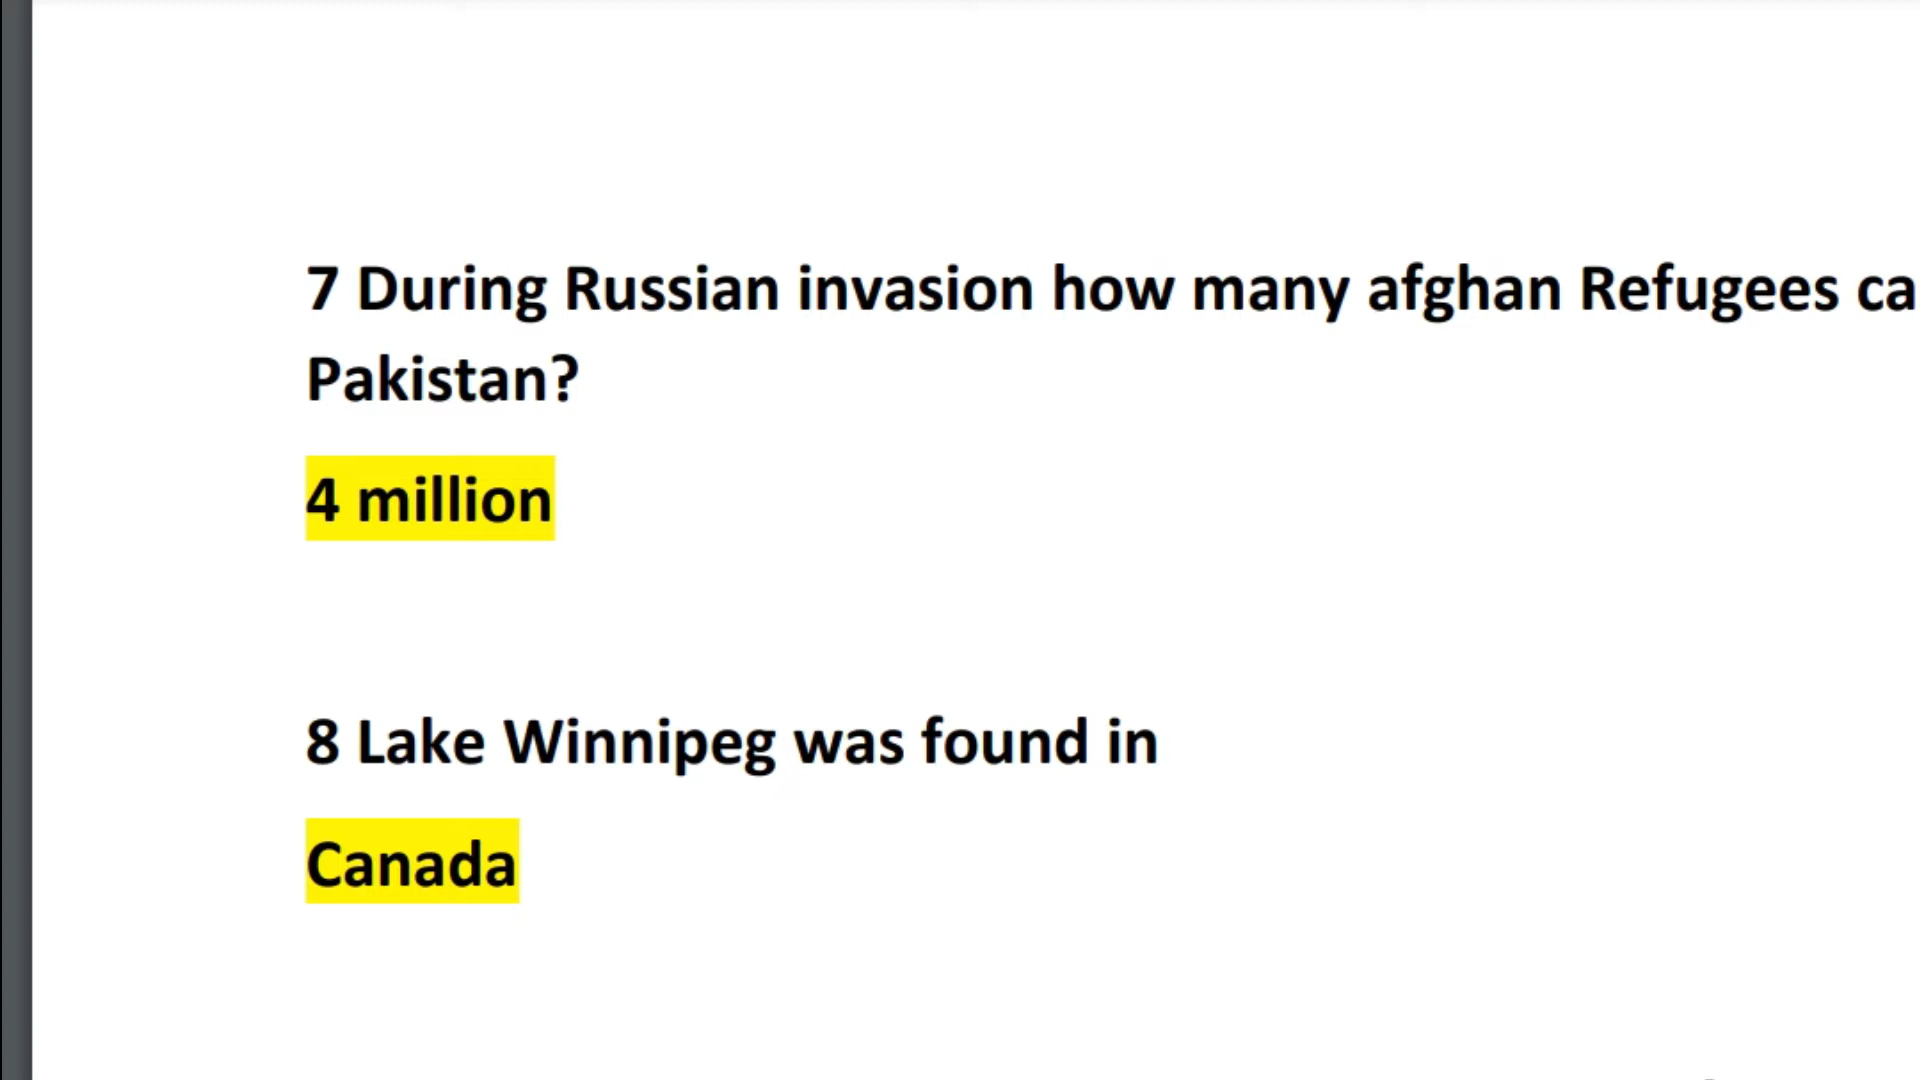 7 During Russian invasion how many afghan Refugees ca
Pakistan?
4 million
8 Lake Winnipeg was found in
Canada